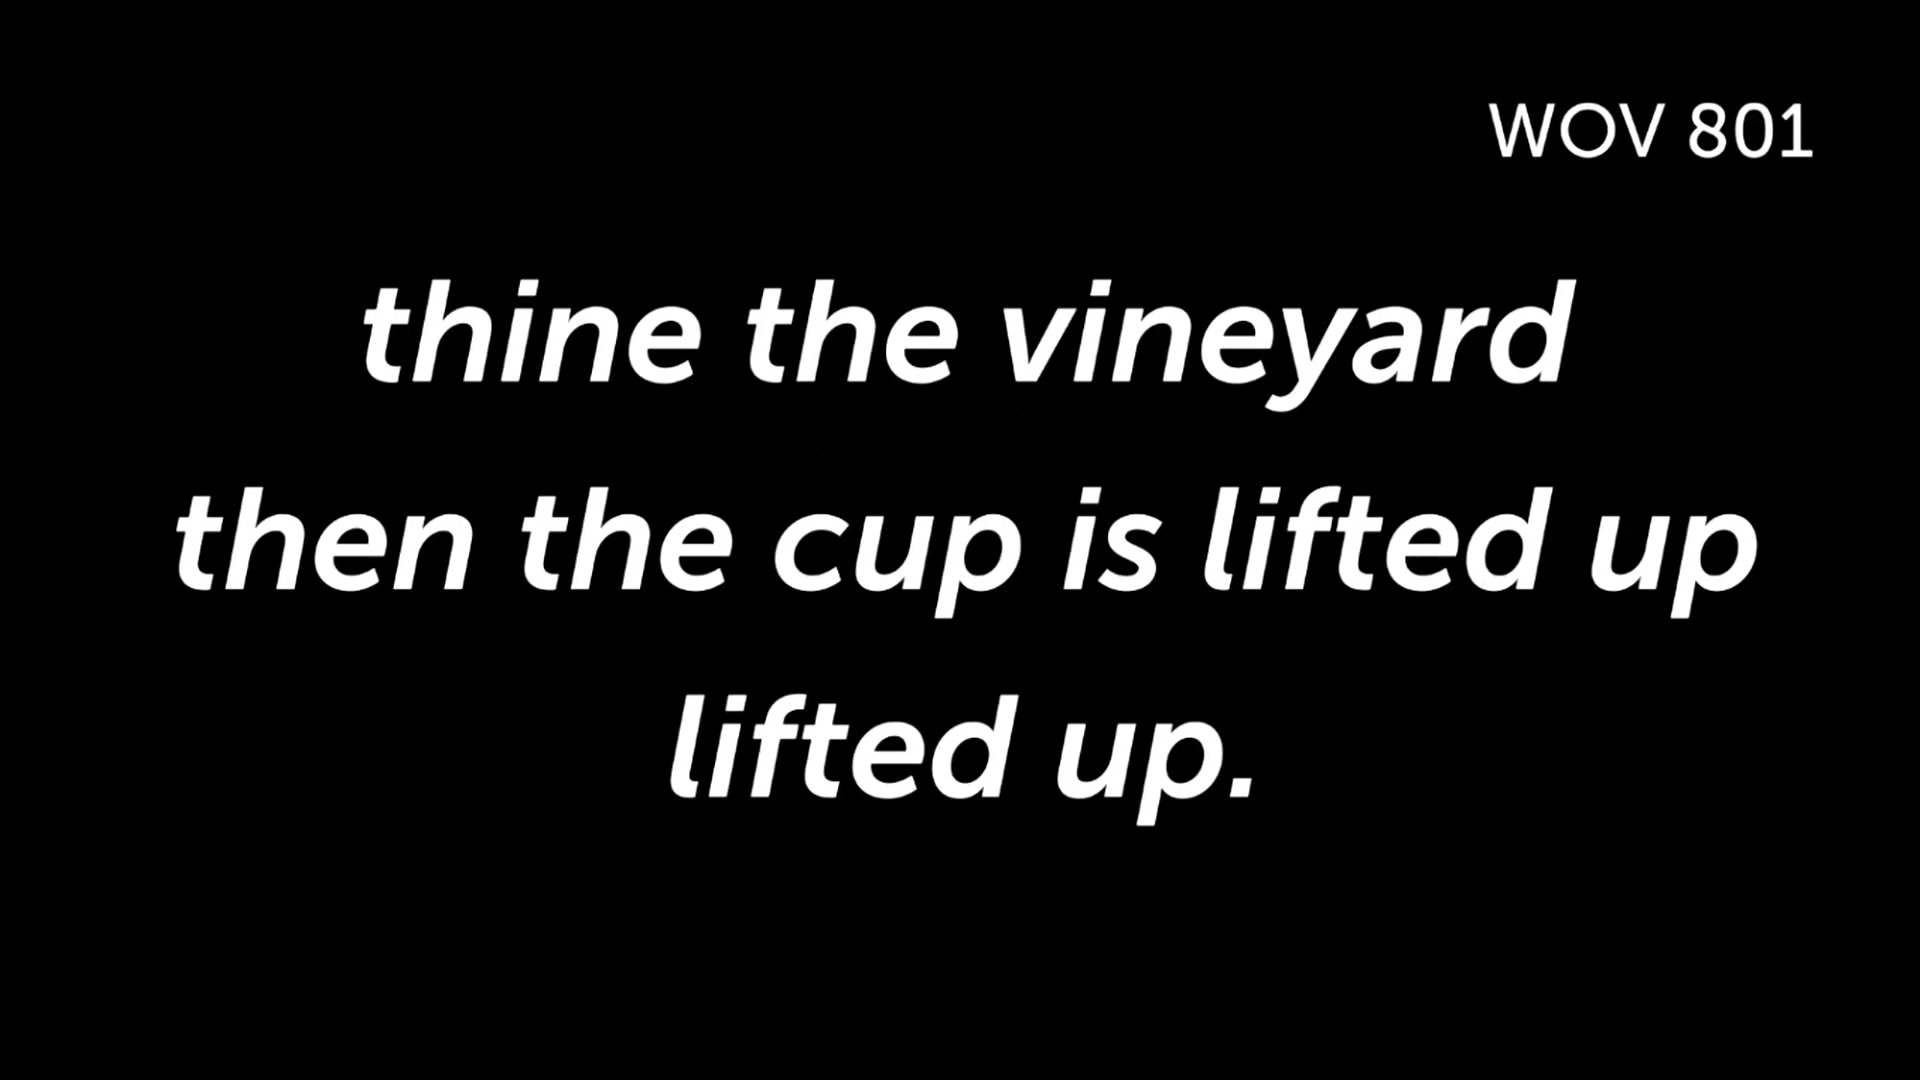 WOV 801
thine the vineyard
then the cup is lifted up
lifted up.